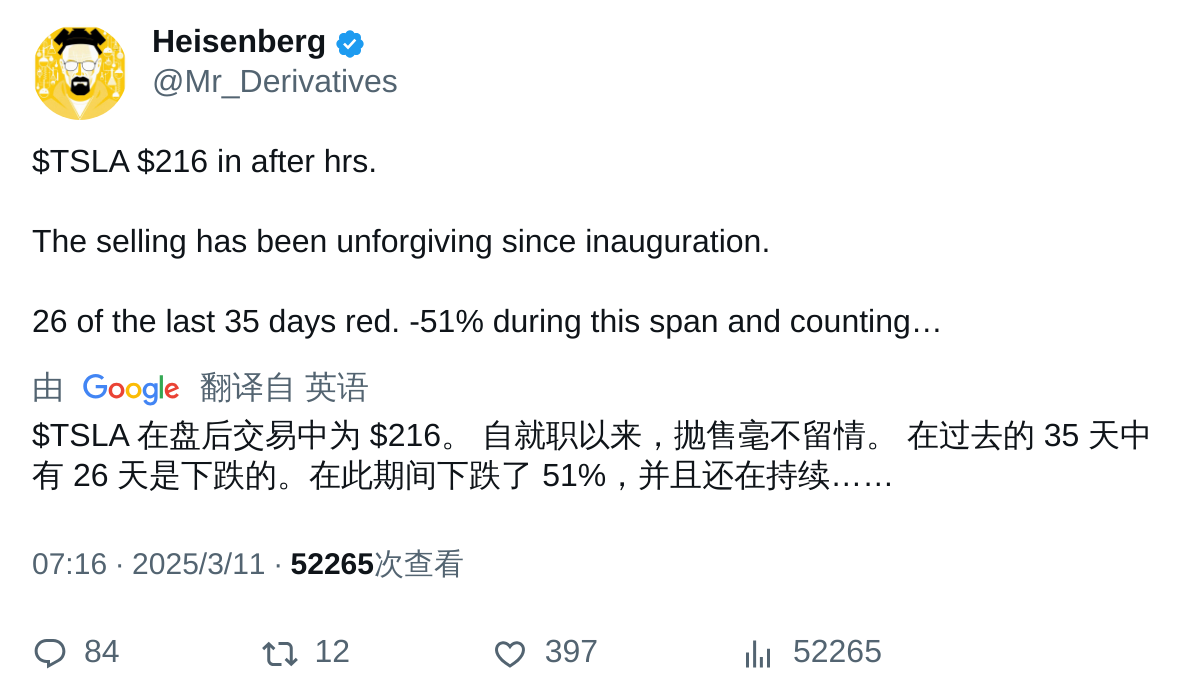 Heisenberg
@Mr_Derivatives
$TSLA $216 in after hrs.
The selling has been unforgiving since inauguration.
26 of the last 35 days red. -51% during this span and counting…
由 Google 翻译自 英语
$TSLA 在盘后交易中为 $216。 自就职以来，抛售毫不留情。 在过去的 35 天中
有 26 天是下跌的。在此期间下跌了 51%，并且还在持续……
07:16 · 2025/3/11 · 52265次查看
84 12 397 52265